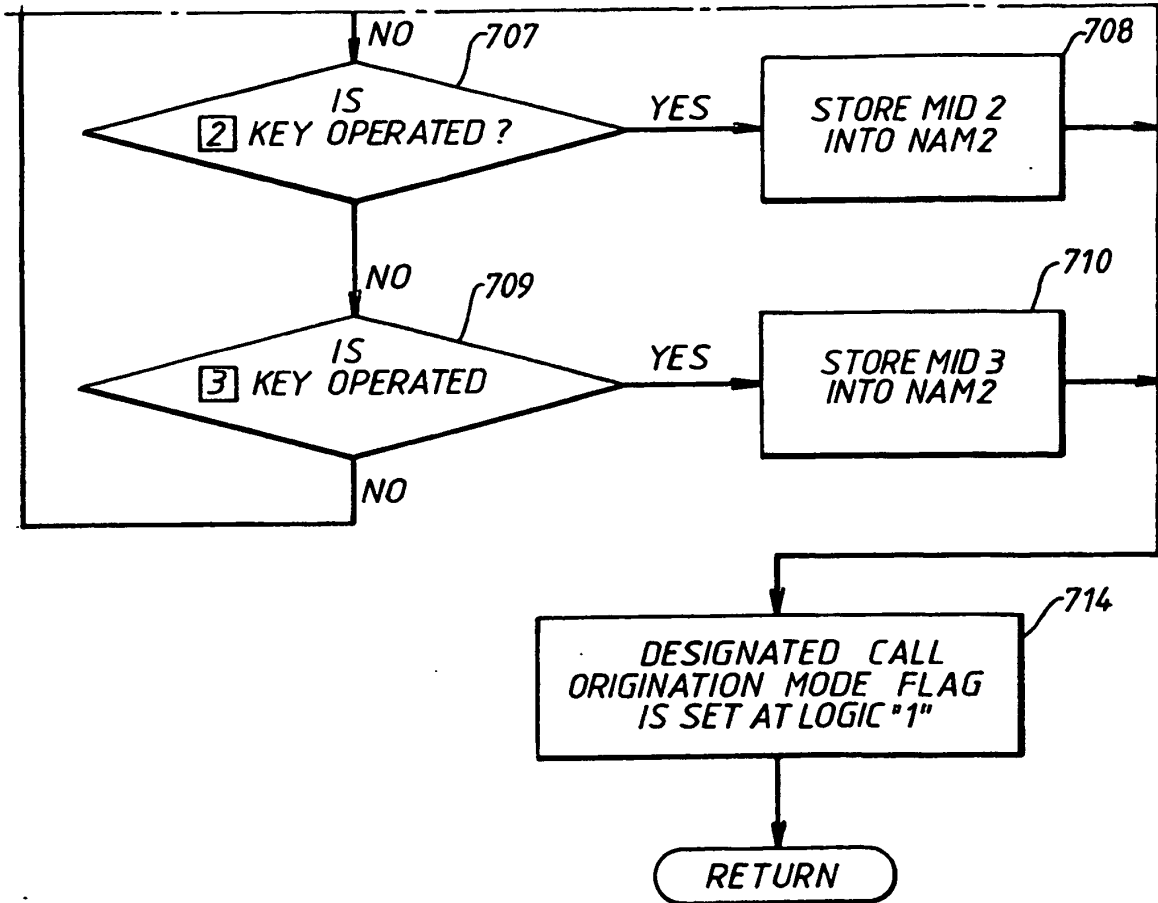 NO
707
708
IS
2 KEY OPERATED ?
YES
STORE MID 2
INTO NAM2
NO
709
710
IS
3 KEY OPERATED
YES
STORE MID 3
INTO NAM2
NO
714
DESIGNATED CALL
ORIGINATION MODE FLAG
IS SET AT LOGIC "1"
RETURN